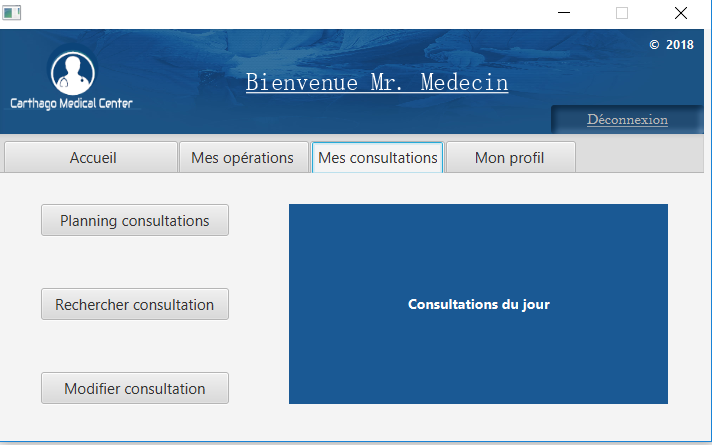 © 2018
Carthago Medical Center
Bienvenue Mr. Medecin
Déconnexion
Accueil
Mes opérations
Mes consultations
Mon profil
Planning consultations
Rechercher consultation
Modifier consultation
Consultations du jour